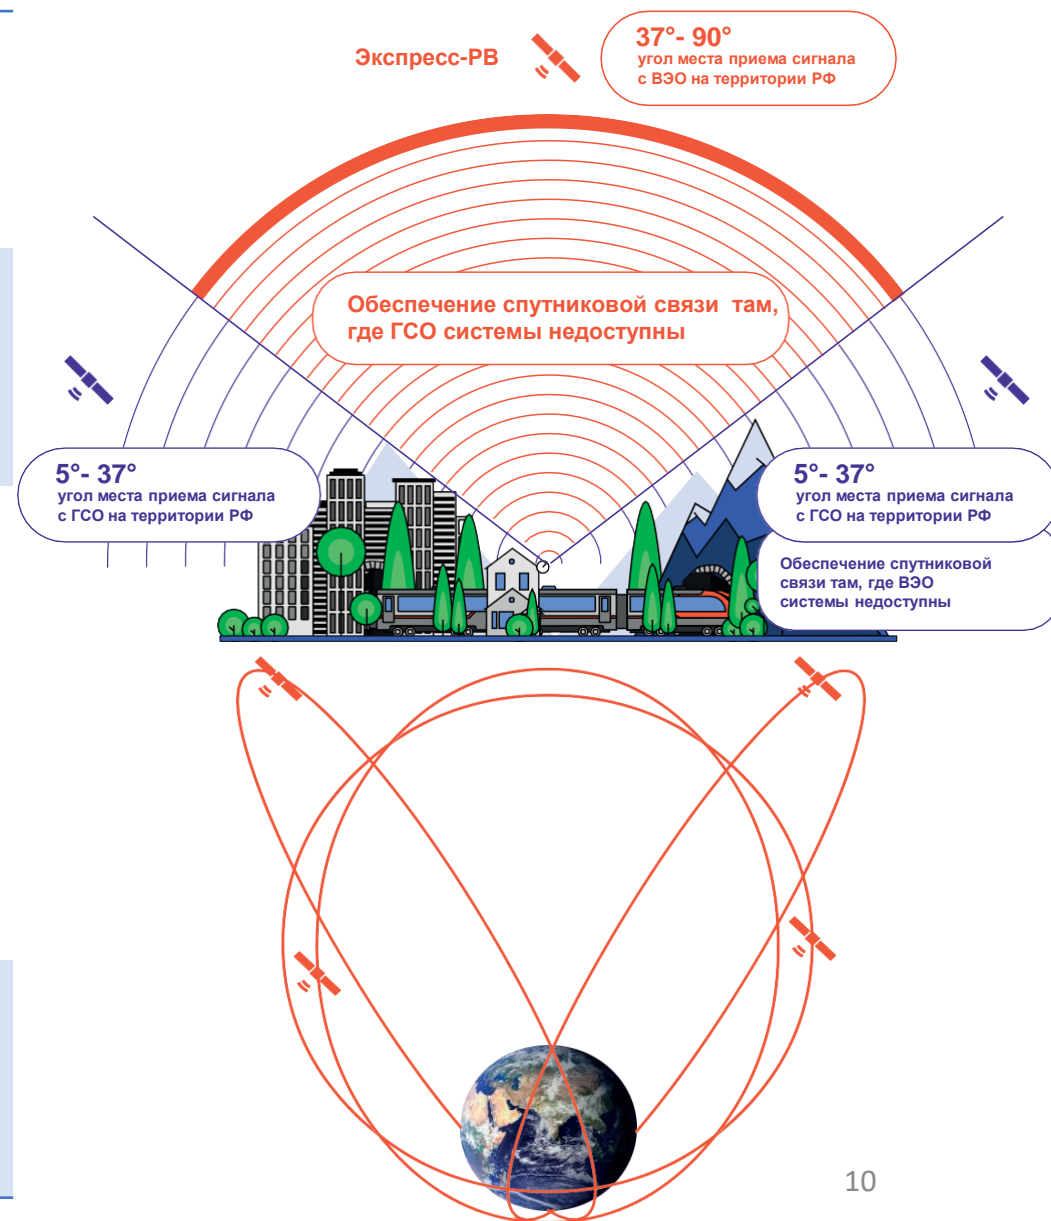 Экспресс-РВ
37°- 90°
угол места приема сигнала
с ВЭО на территории РФ
Обеспечение спутниковой связи там,
где ГСО системы недоступны
5°- 37°
угол места приема сигнала
с ГСО на территории РФ
5°- 37°
угол места приема сигнала
с ГСО на территории РФ
Обеспечение спутниковой
связи там, где ВЭО
системы недоступны
10